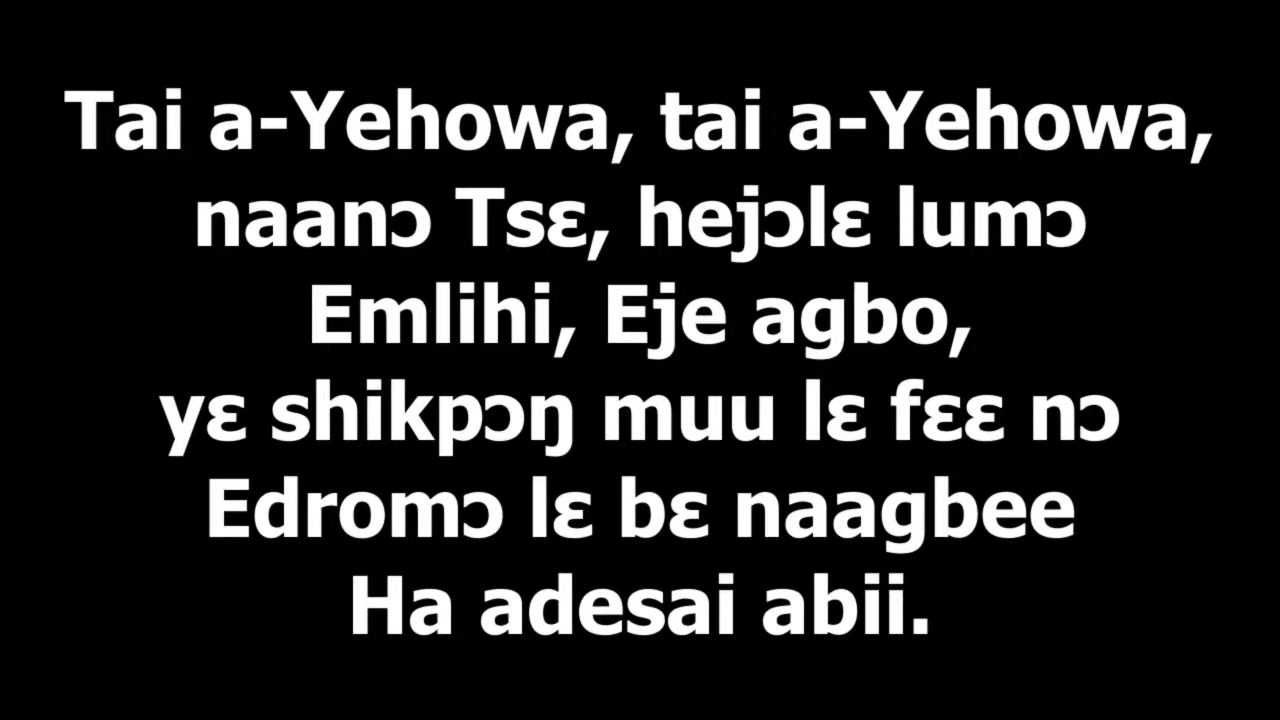 Tai a-Yehowa, tai a-Yehowa,
naanɔ Tsɛ, hejɔlɛ lumɔ
Emlihi, Eje agbo,
yɛ shikpɔŋ muu lɛ fɛɛ nɔ
Edromɔ lɛ bɛ naagbee
Ha adesai abii.